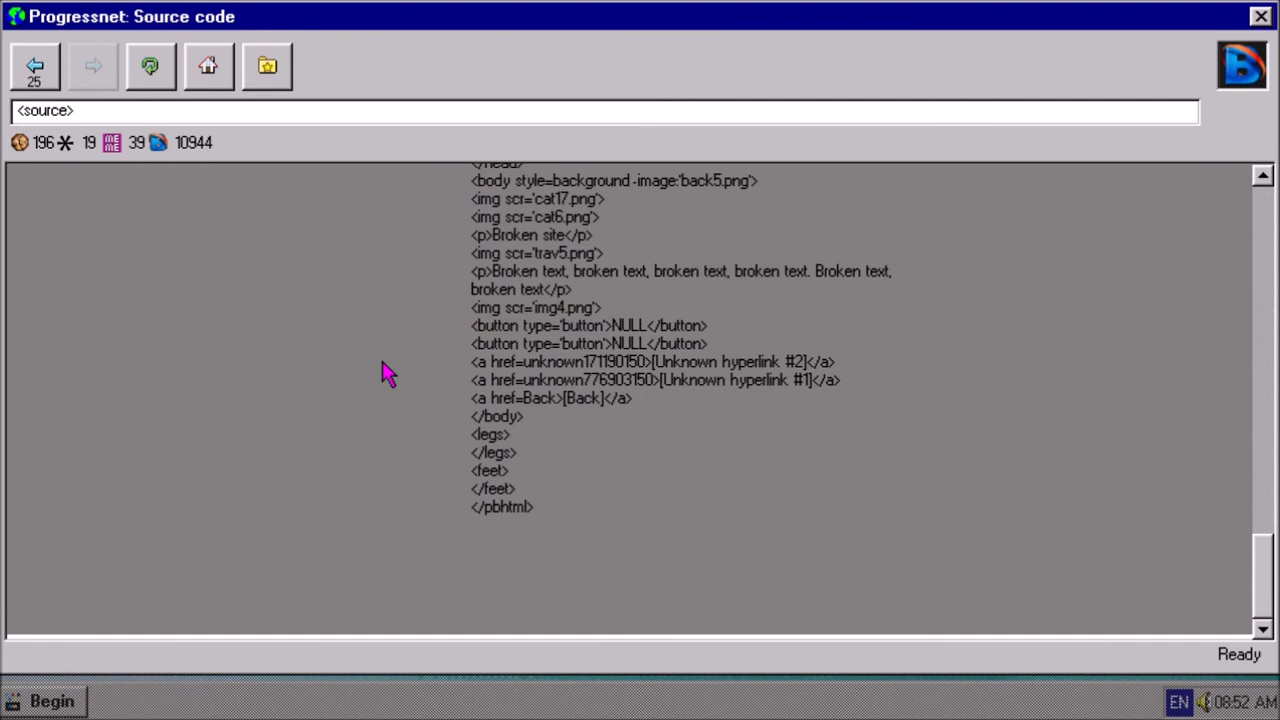 Progressnet: Source code
25
<source>
196 19 ME ME 39 10944
</head>
<body style=background-image:'back5.png'>
<img scr='cat17.png'>
<img scr='cat6.png'>
<p>Broken site</p>
<img scr='trav5.png'>
<p>Broken text, broken text, broken text, broken text. Broken text,
broken text</p>
<img scr='img4.png'>
<button type='button'>NULL</button>
<button type='button'>NULL</button>
<a href=unknown171190150>[Unknown hyperlink #2]</a>
<a href=unknown776903150>[Unknown hyperlink #1]</a>
<a href=Back>[Back]</a>
</body>
<legs>
</legs>
<feet>
</feet>
</pbhtml>
Ready
Begin EN 08:52 AM